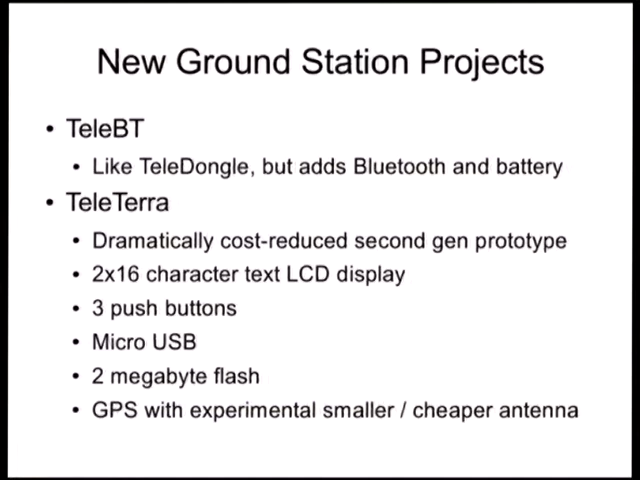 New Ground Station Projects
• TeleBT
• Like TeleDongle, but adds Bluetooth and battery
• TeleTerra
• Dramatically cost-reduced second gen prototype
• 2x16 character text LCD display
• 3 push buttons
• Micro USB
• 2 megabyte flash
• GPS with experimental smaller / cheaper antenna